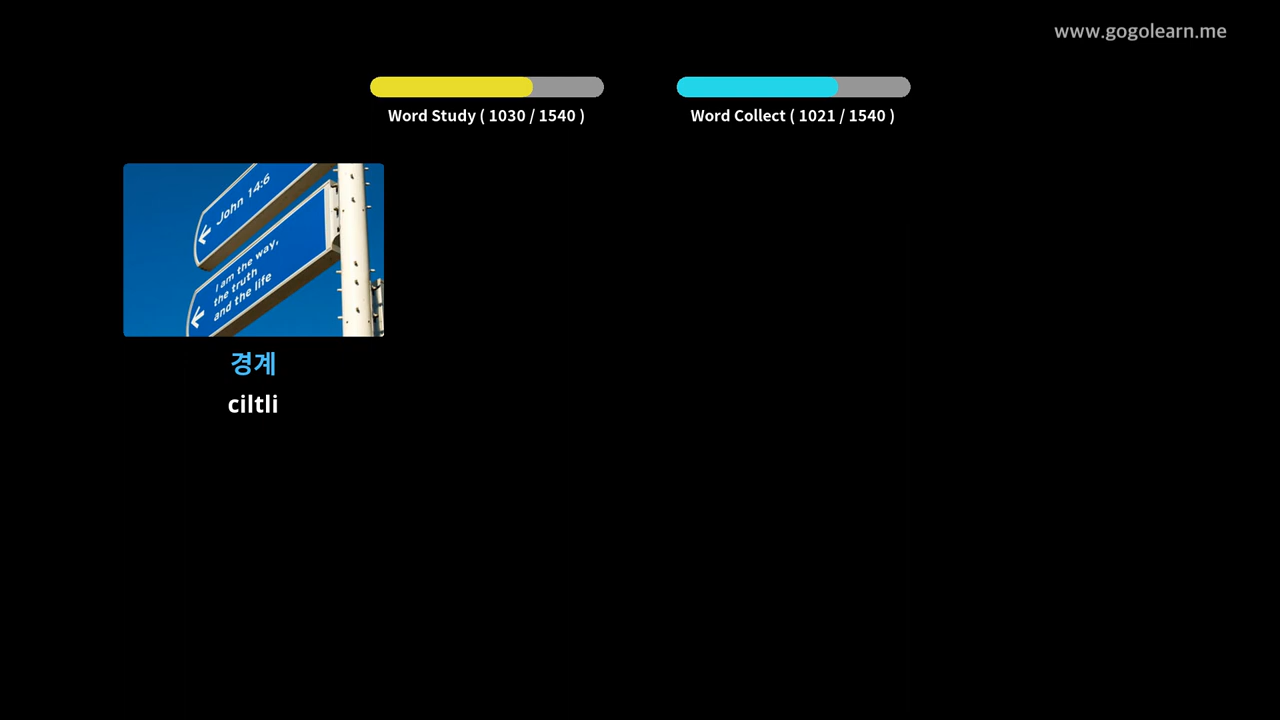 www.gogolearn.me
Word Study ( 1030 / 1540 )
Word Collect ( 1021 / 1540 )
John 14:6
I am the way,
the truth
and the life
경계
ciltli